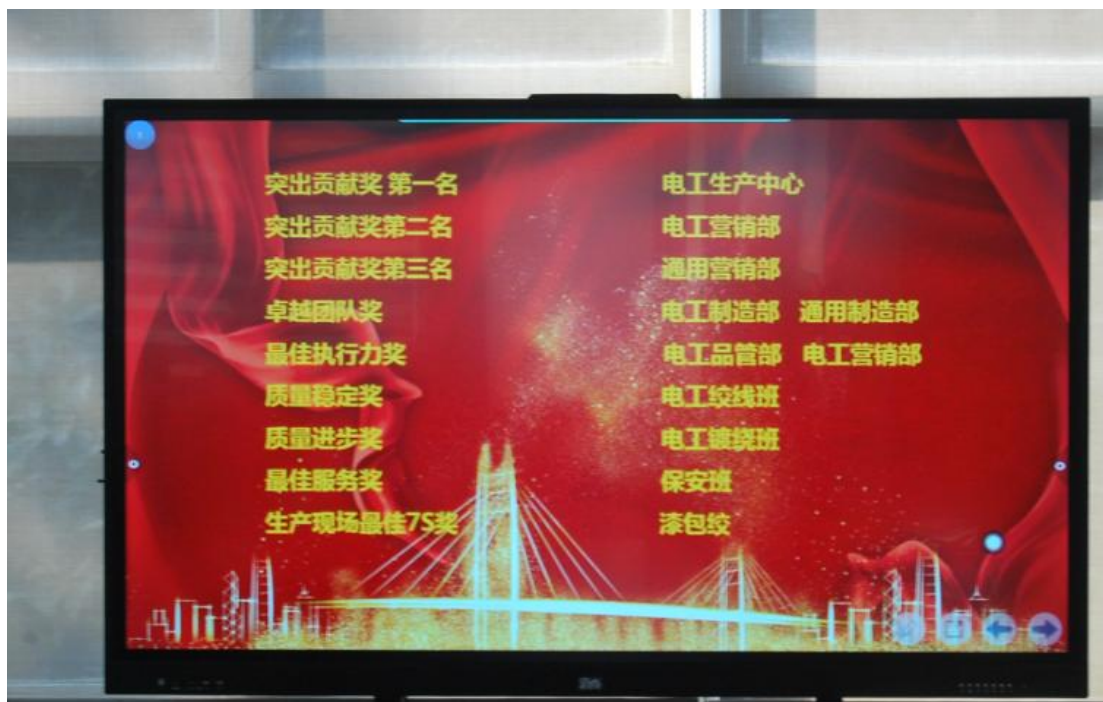 突出贡献奖 第一名 电工生产中心
突出贡献奖第二名 电工营销部
突出贡献奖第三名 通用营销部
卓越团队奖 电工制造部 通用制造部
最佳执行力奖 电工品管部 电工营销部
质量稳定奖 电工绞线班
质量进步奖 电工镀绕班
最佳服务奖 保安班
生产现场最佳7S奖 漆包绞